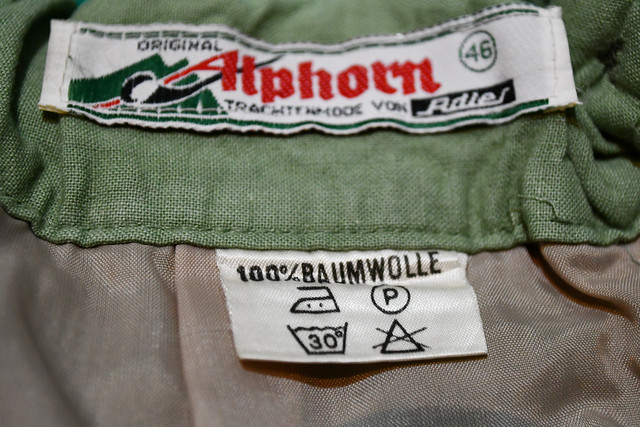 ORIGINAL
Alphorn
46
TRACHTENMODE VON Adler
100% BAUMWOLLE
P
30°